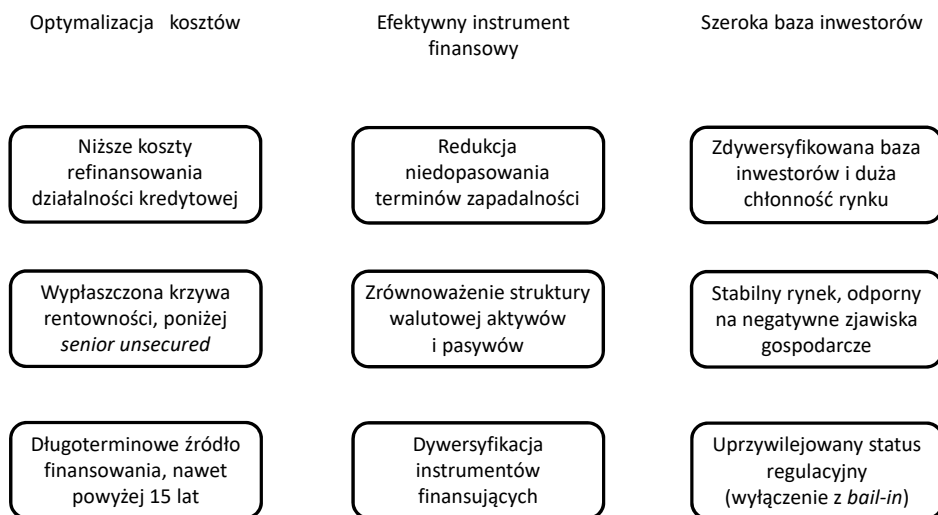 Optymalizacja kosztów
Efektywny instrument
finansowy
Szeroka baza inwestorów
Niższe koszty
refinansowania
działalności kredytowej
Redukcja
niedopasowania
terminów zapadalności
Zdywersyfikowana baza
inwestorów i duża
chłonność rynku
Wypłaszczona krzywa
rentowności, poniżej
senior unsecured
Zrównoważenie struktury
walutowej aktywów
i pasywów
Stabilny rynek, odporny
na negatywne zjawiska
gospodarcze
Długoterminowe źródło
finansowania, nawet
powyżej 15 lat
Dywersyfikacja
instrumentów
finansujących
Uprzywilejowany status
regulacyjny
(wyłączenie z bail-in)